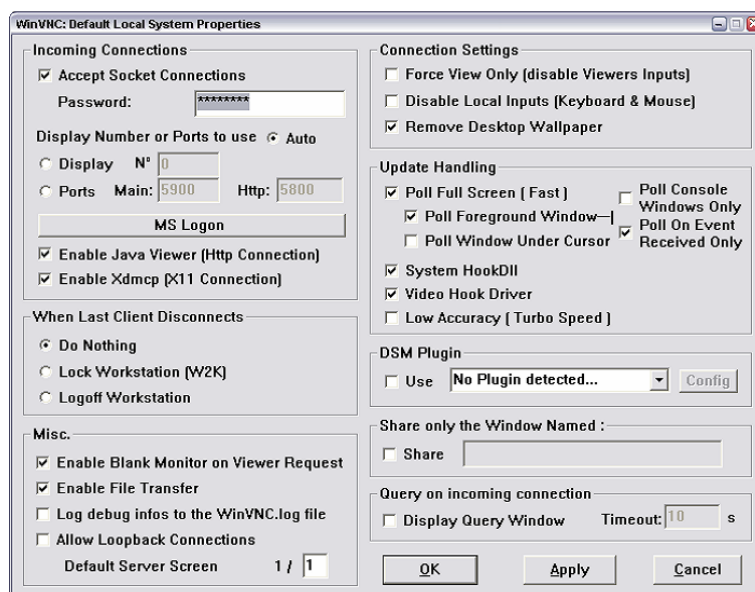 WinVNC: Default Local System Properties
Incoming Connections
Accept Socket Connections
Password: ********
Display Number or Ports to use Auto
Display N° 0
Ports Main: 5900 Http: 5800
MS Logon
Enable Java Viewer (Http Connection)
Enable Xdmcp (X11 Connection)
When Last Client Disconnects
Do Nothing
Lock Workstation (W2K)
Logoff Workstation
Misc.
Enable Blank Monitor on Viewer Request
Enable File Transfer
Log debug infos to the WinVNC.log file
Allow Loopback Connections
Default Server Screen 1 / 1
Connection Settings
Force View Only (disable Viewers Inputs)
Disable Local Inputs (Keyboard & Mouse)
Remove Desktop Wallpaper
Update Handling
Poll Full Screen ( Fast )
Poll Foreground Window
Poll Window Under Cursor
Poll Console
Windows Only
Poll On Event
Received Only
System HookDll
Video Hook Driver
Low Accuracy ( Turbo Speed )
DSM Plugin
Use No Plugin detected... Config
Share only the Window Named :
Share
Query on incoming connection
Display Query Window Timeout: 10 s
OK Apply Cancel